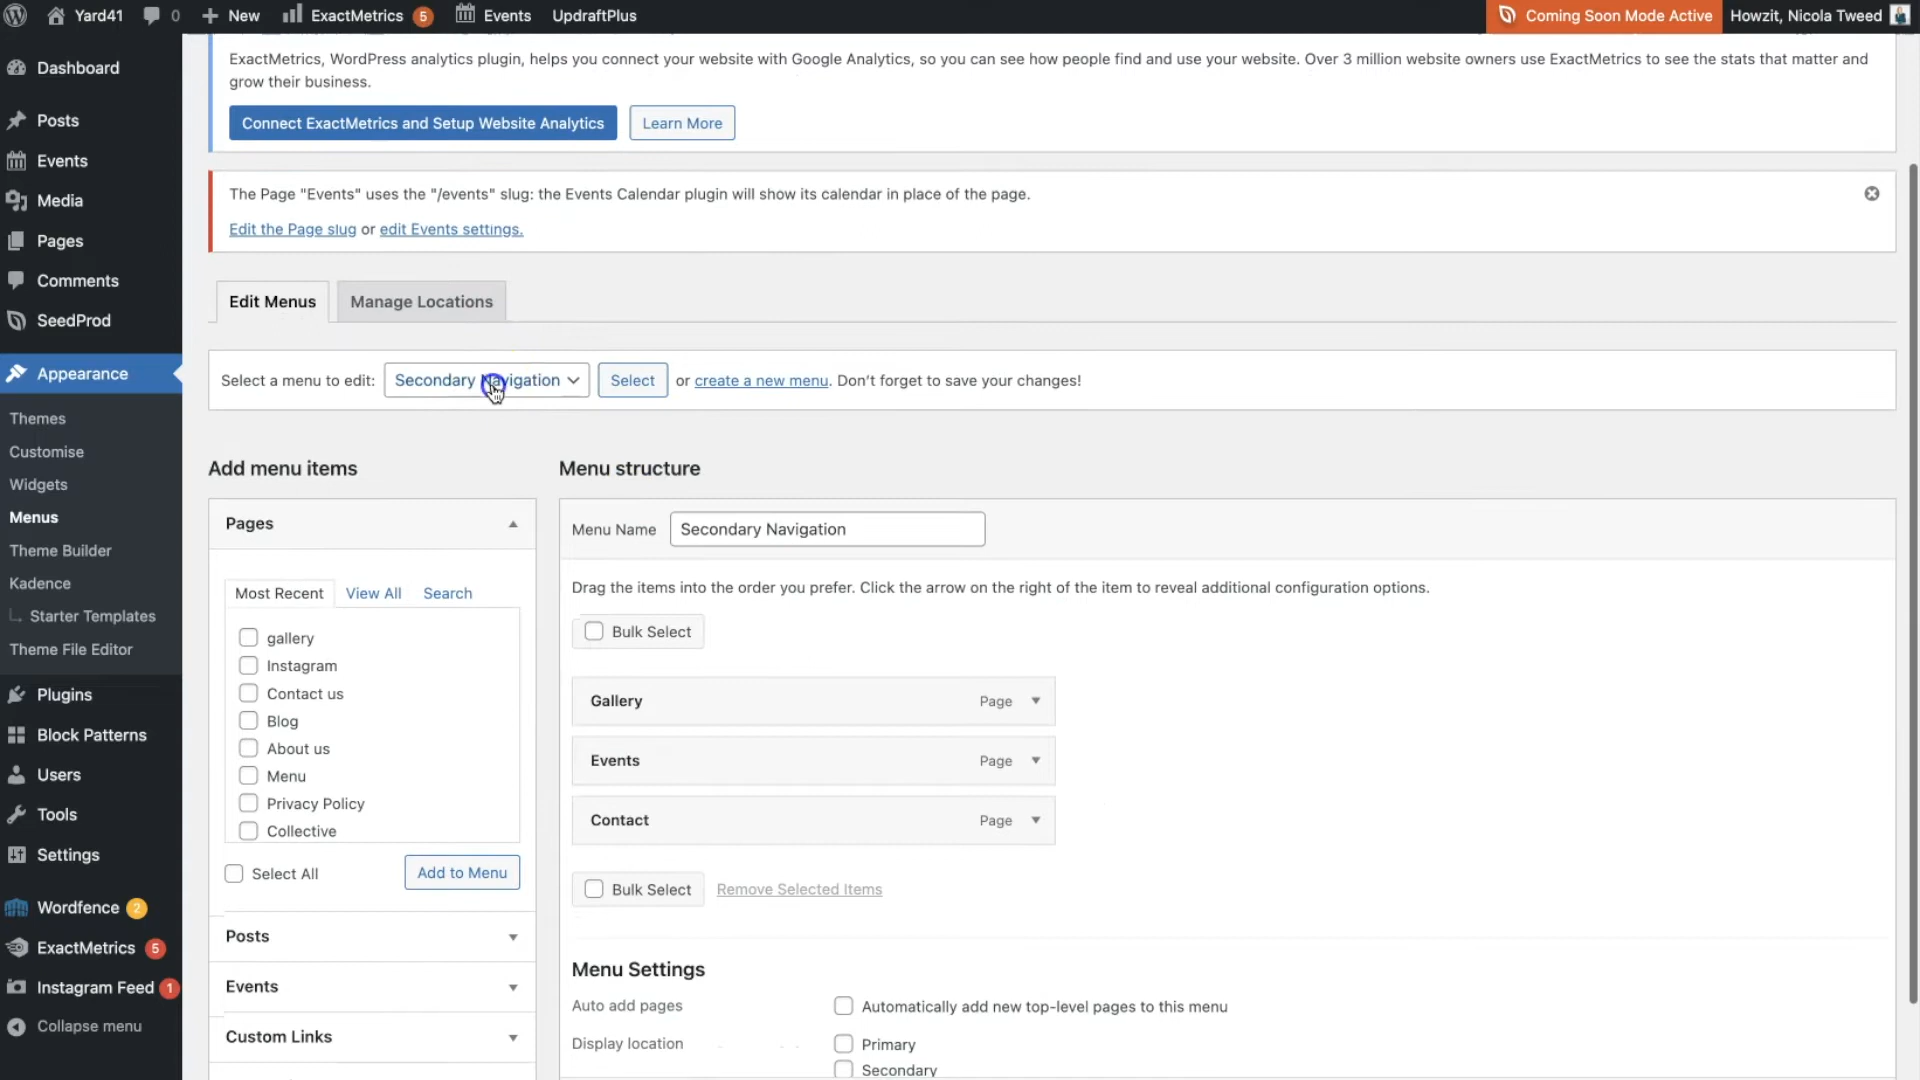 Yard41
0
New
ExactMetrics 5
Events
UpdraftPlus
Coming Soon Mode Active
Howzit, Nicola Tweed
Dashboard
Posts
Events
Media
Pages
Comments
SeedProd
Appearance
Themes
Customise
Widgets
Menus
Theme Builder
Kadence
Starter Templates
Theme File Editor
Plugins
Block Patterns
Users
Tools
Settings
Wordfence 2
ExactMetrics 5
Instagram Feed 1
Collapse menu
ExactMetrics, WordPress analytics plugin, helps you connect your website with Google Analytics, so you can see how people find and use your website. Over 3 million website owners use ExactMetrics to see the stats that matter and
grow their business.
Connect ExactMetrics and Setup Website Analytics
Learn More
The Page "Events" uses the "/events" slug: the Events Calendar plugin will show its calendar in place of the page.
Edit the Page slug or edit Events settings.
Edit Menus
Manage Locations
Select a menu to edit: Secondary Navigation Select or create a new menu. Don't forget to save your changes!
Add menu items
Pages
Most Recent
View All
Search
gallery
Instagram
Contact us
Blog
About us
Menu
Privacy Policy
Collective
Select All
Add to Menu
Posts
Events
Custom Links
Menu structure
Menu Name Secondary Navigation
Drag the items into the order you prefer. Click the arrow on the right of the item to reveal additional configuration options.
Bulk Select
Gallery Page
Events Page
Contact Page
Bulk Select
Remove Selected Items
Menu Settings
Auto add pages
Automatically add new top-level pages to this menu
Display location
Primary
Secondary